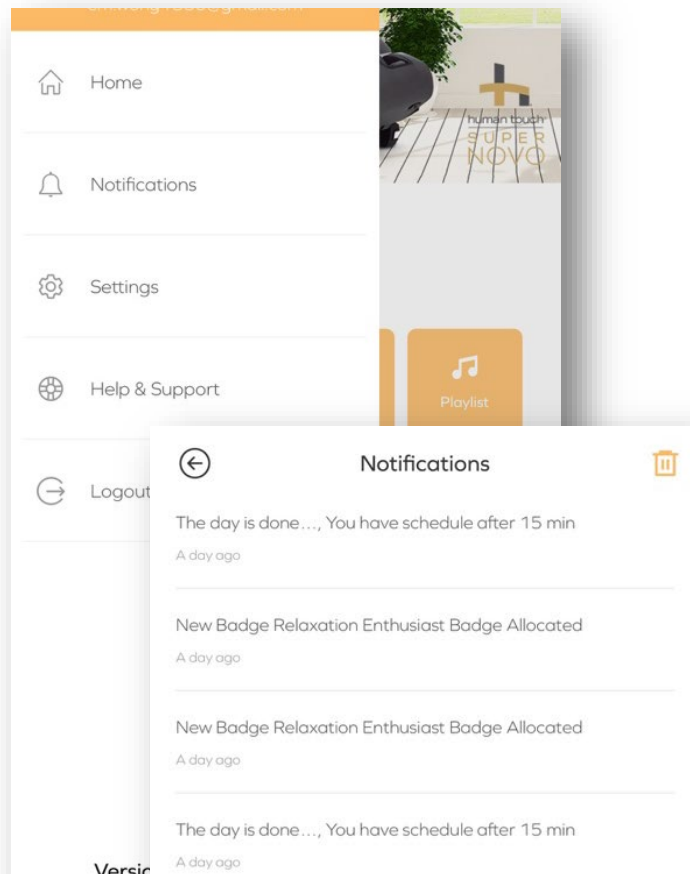 Home
human touch
SUPER
NOVO
Notifications
Settings
Help & Support
Playlist
Logout
Notifications
The day is done..., You have schedule after 15 min
A day ago
New Badge Relaxation Enthusiast Badge Allocated
A day ago
New Badge Relaxation Enthusiast Badge Allocated
A day ago
The day is done..., You have schedule after 15 min
A day ago